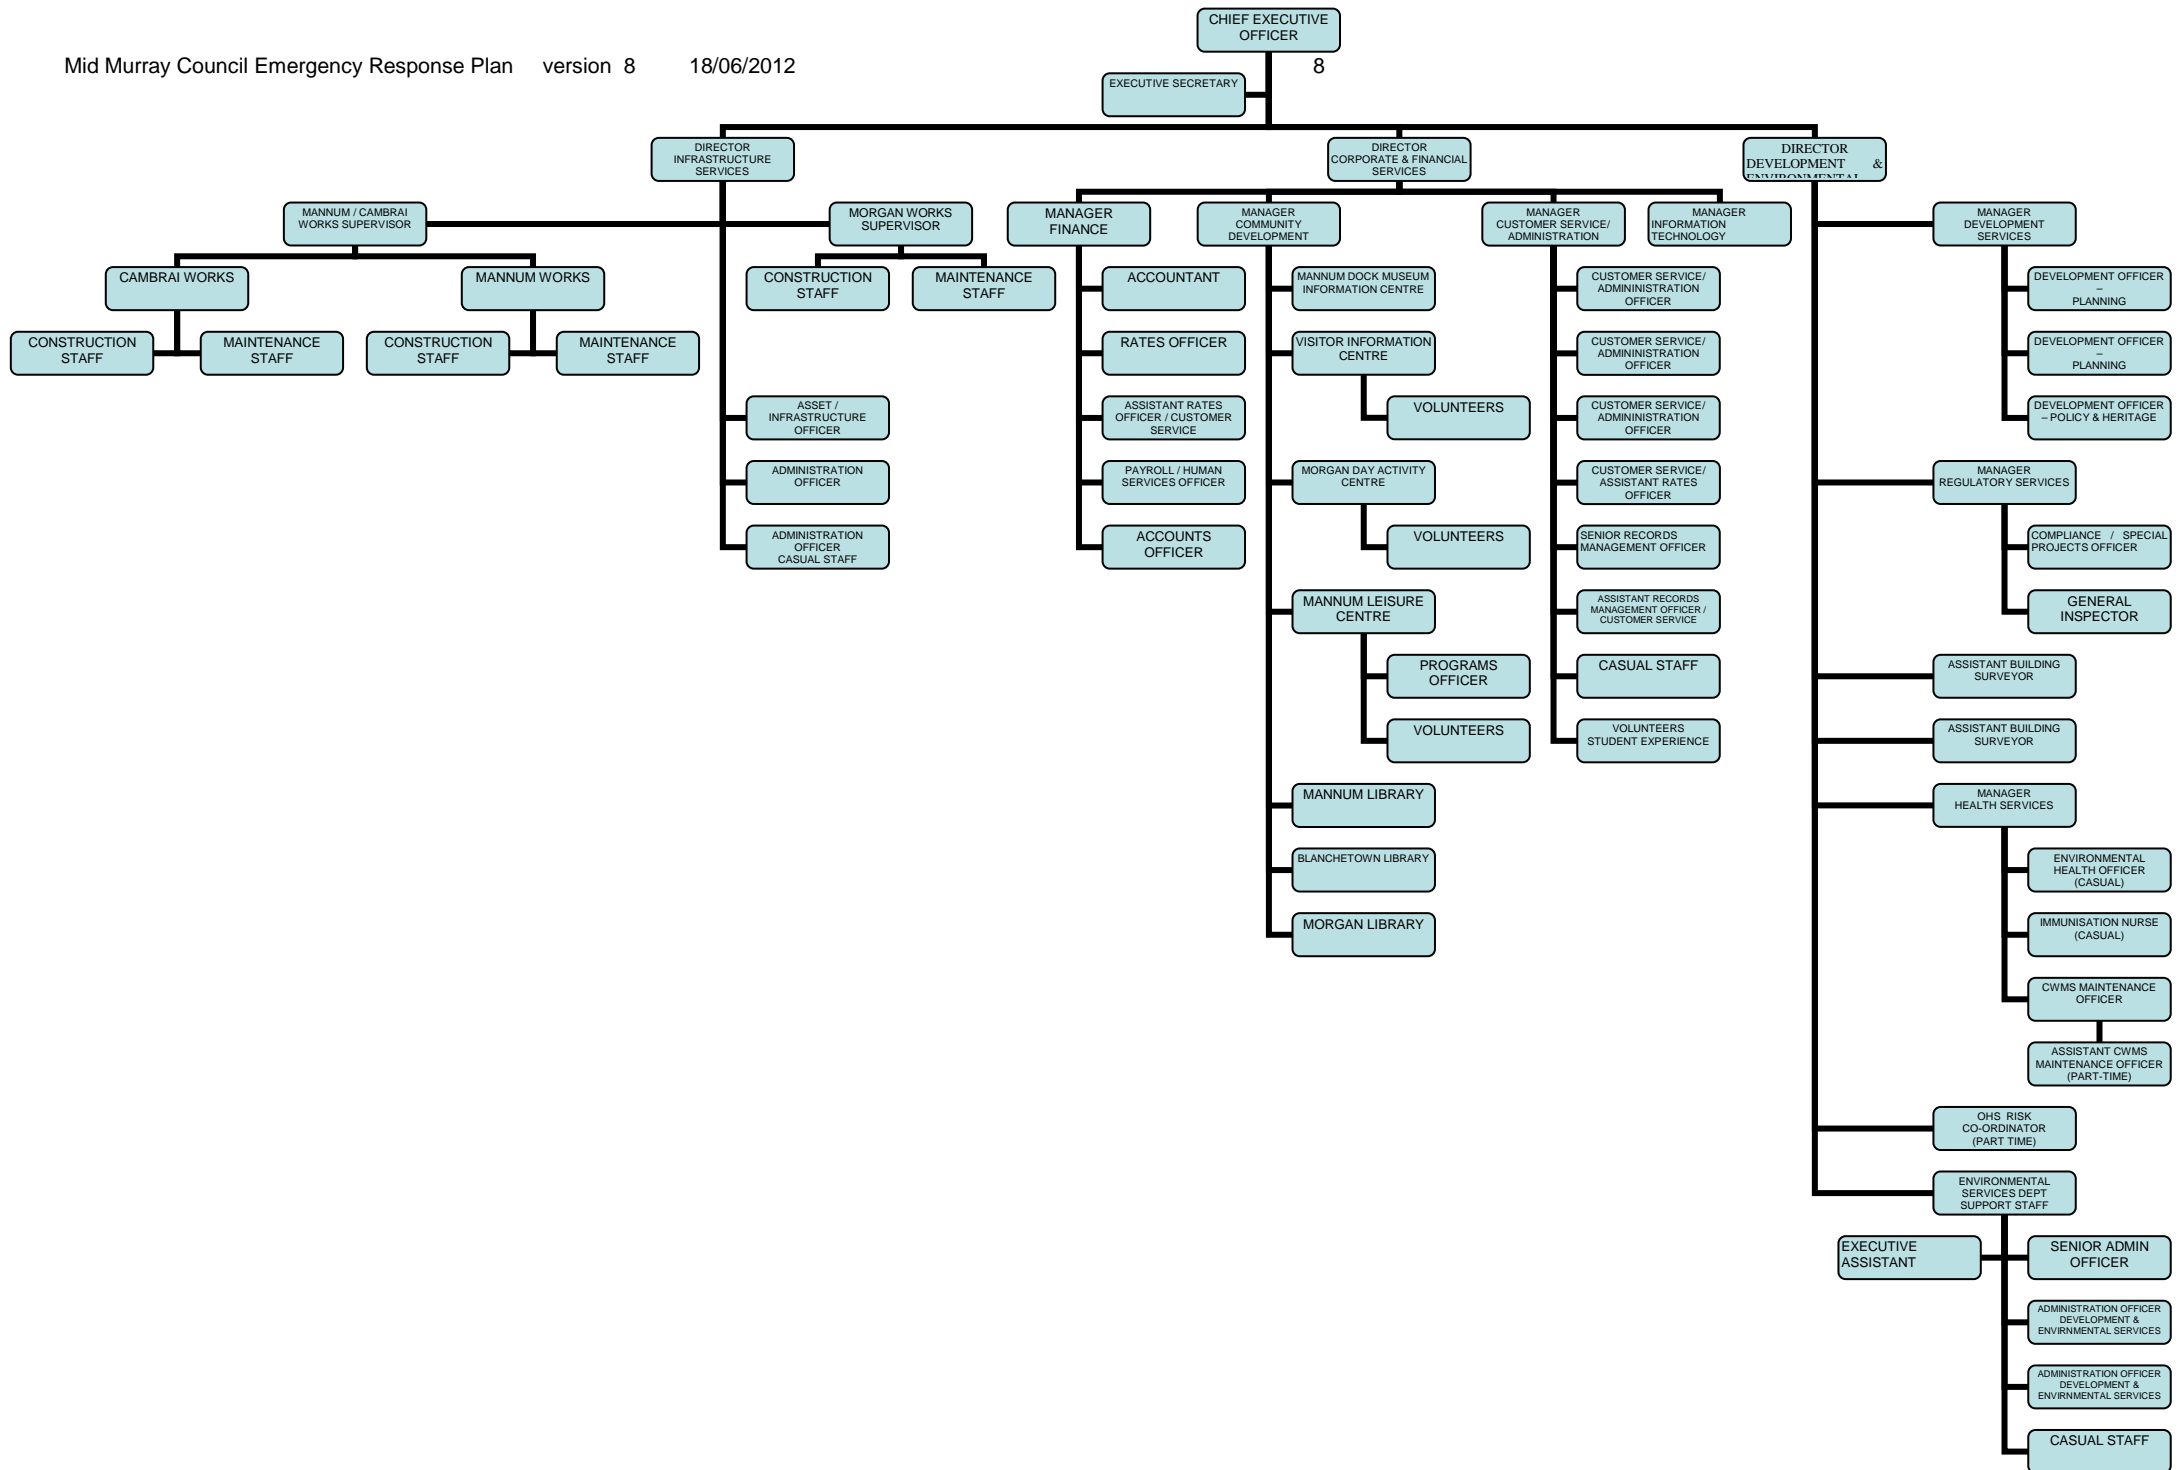 CHIEF EXECUTIVE
OFFICER
Mid Murray Council Emergency Response Plan version 8 18/06/2012 8
EXECUTIVE SECRETARY
DIRECTOR
INFRASTRUCTURE
SERVICES
DIRECTOR
CORPORATE & FINANCIAL
SERVICES
DIRECTOR
DEVELOPMENT &
ENVIRONMENTAL
MANNUM / CAMBRAI
WORKS SUPERVISOR
MORGAN WORKS
SUPERVISOR
MANAGER
FINANCE
MANAGER
COMMUNITY
DEVELOPMENT
MANAGER
CUSTOMER SERVICE/
ADMINISTRATION
MANAGER
INFORMATION
TECHNOLOGY
MANAGER
DEVELOPMENT
SERVICES
CAMBRAI WORKS
MANNUM WORKS
CONSTRUCTION
STAFF
MAINTENANCE
STAFF
CONSTRUCTION
STAFF
MAINTENANCE
STAFF
CONSTRUCTION
STAFF
MAINTENANCE
STAFF
ASSET /
INFRASTRUCTURE
OFFICER
ADMINISTRATION
OFFICER
ADMINISTRATION
OFFICER
CASUAL STAFF
ACCOUNTANT
RATES OFFICER
ASSISTANT RATES
OFFICER / CUSTOMER
SERVICE
PAYROLL / HUMAN
SERVICES OFFICER
ACCOUNTS
OFFICER
MANNUM DOCK MUSEUM
INFORMATION CENTRE
VISITOR INFORMATION
CENTRE
VOLUNTEERS
MORGAN DAY ACTIVITY
CENTRE
VOLUNTEERS
MANNUM LEISURE
CENTRE
PROGRAMS
OFFICER
VOLUNTEERS
MANNUM LIBRARY
BLANCHETOWN LIBRARY
MORGAN LIBRARY
CUSTOMER SERVICE/
ADMININISTRATION
OFFICER
CUSTOMER SERVICE/
ADMININISTRATION
OFFICER
CUSTOMER SERVICE/
ADMININISTRATION
OFFICER
CUSTOMER SERVICE/
ASSISTANT RATES
OFFICER
SENIOR RECORDS
MANAGEMENT OFFICER
ASSISTANT RECORDS
MANAGEMENT OFFICER /
CUSTOMER SERVICE
CASUAL STAFF
VOLUNTEERS
STUDENT EXPERIENCE
DEVELOPMENT OFFICER
–
PLANNING
DEVELOPMENT OFFICER
–
PLANNING
DEVELOPMENT OFFICER
– POLICY & HERITAGE
MANAGER
REGULATORY SERVICES
COMPLIANCE / SPECIAL
PROJECTS OFFICER
GENERAL
INSPECTOR
ASSISTANT BUILDING
SURVEYOR
ASSISTANT BUILDING
SURVEYOR
MANAGER
HEALTH SERVICES
ENVIRONMENTAL
HEALTH OFFICER
(CASUAL)
IMMUNISATION NURSE
(CASUAL)
CWMS MAINTENANCE
OFFICER
ASSISTANT CWMS
MAINTENANCE OFFICER
(PART-TIME)
OHS RISK
CO-ORDINATOR
(PART TIME)
ENVIRONMENTAL
SERVICES DEPT
SUPPORT STAFF
EXECUTIVE
ASSISTANT
SENIOR ADMIN
OFFICER
ADMINISTRATION OFFICER
DEVELOPMENT &
ENVIRNMENTAL SERVICES
ADMINISTRATION OFFICER
DEVELOPMENT &
ENVIRNMENTAL SERVICES
CASUAL STAFF